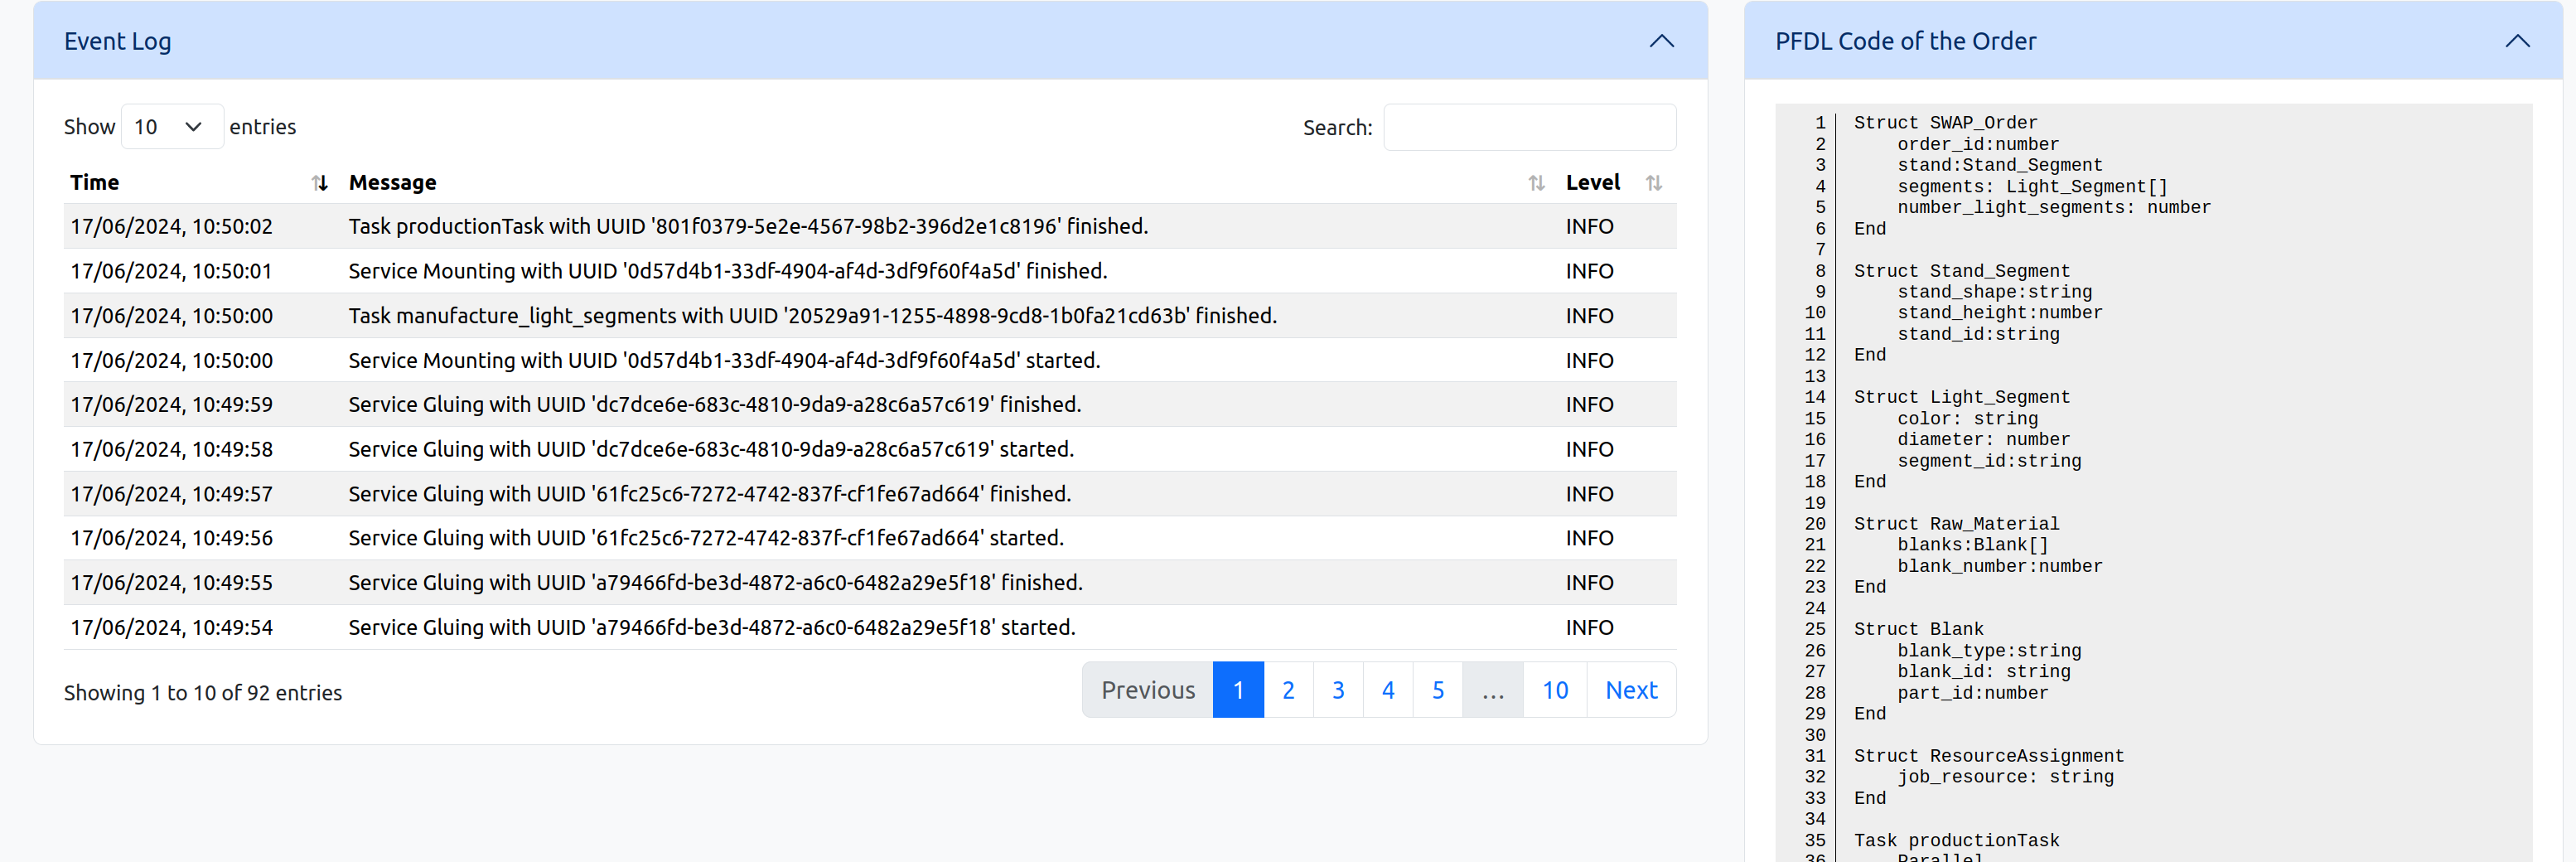 Event Log
Show 10 entries
Search:
Time Message Level
17/06/2024, 10:50:02 Task productionTask with UUID '801f0379-5e2e-4567-98b2-396d2e1c8196' finished. INFO
17/06/2024, 10:50:01 Service Mounting with UUID '0d57d4b1-33df-4904-af4d-3df9f60f4a5d' finished. INFO
17/06/2024, 10:50:00 Task manufacture_light_segments with UUID '20529a91-1255-4898-9cd8-1b0fa21cd63b' finished. INFO
17/06/2024, 10:50:00 Service Mounting with UUID '0d57d4b1-33df-4904-af4d-3df9f60f4a5d' started. INFO
17/06/2024, 10:49:59 Service Gluing with UUID 'dc7dce6e-683c-4810-9da9-a28c6a57c619' finished. INFO
17/06/2024, 10:49:58 Service Gluing with UUID 'dc7dce6e-683c-4810-9da9-a28c6a57c619' started. INFO
17/06/2024, 10:49:57 Service Gluing with UUID '61fc25c6-7272-4742-837f-cf1fe67ad664' finished. INFO
17/06/2024, 10:49:56 Service Gluing with UUID '61fc25c6-7272-4742-837f-cf1fe67ad664' started. INFO
17/06/2024, 10:49:55 Service Gluing with UUID 'a79466fd-be3d-4872-a6c0-6482a29e5f18' finished. INFO
17/06/2024, 10:49:54 Service Gluing with UUID 'a79466fd-be3d-4872-a6c0-6482a29e5f18' started. INFO
Showing 1 to 10 of 92 entries
Previous 1 2 3 4 5 ... 10 Next
PFDL Code of the Order
1 Struct SWAP_Order
2 order_id:number
3 stand:Stand_Segment
4 segments: Light_Segment[]
5 number_light_segments: number
6 End
7
8 Struct Stand_Segment
9 stand_shape:string
10 stand_height:number
11 stand_id:string
12 End
13
14 Struct Light_Segment
15 color: string
16 diameter: number
17 segment_id:string
18 End
19
20 Struct Raw_Material
21 blanks:Blank[]
22 blank_number:number
23 End
24
25 Struct Blank
26 blank_type:string
27 blank_id: string
28 part_id:number
29 End
30
31 Struct ResourceAssignment
32 job_resource: string
33 End
34
35 Task productionTask
36 Parallel